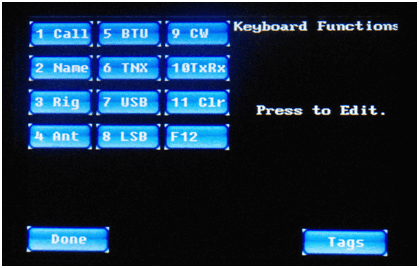 Keyboard Functions
1 Call 5 BTU 9 CW
2 Name 6 TNX 10TxRx
3 Rig 7 USB 11 Clr
4 Ant 8 LSB F12
Press to Edit.
Done Tags